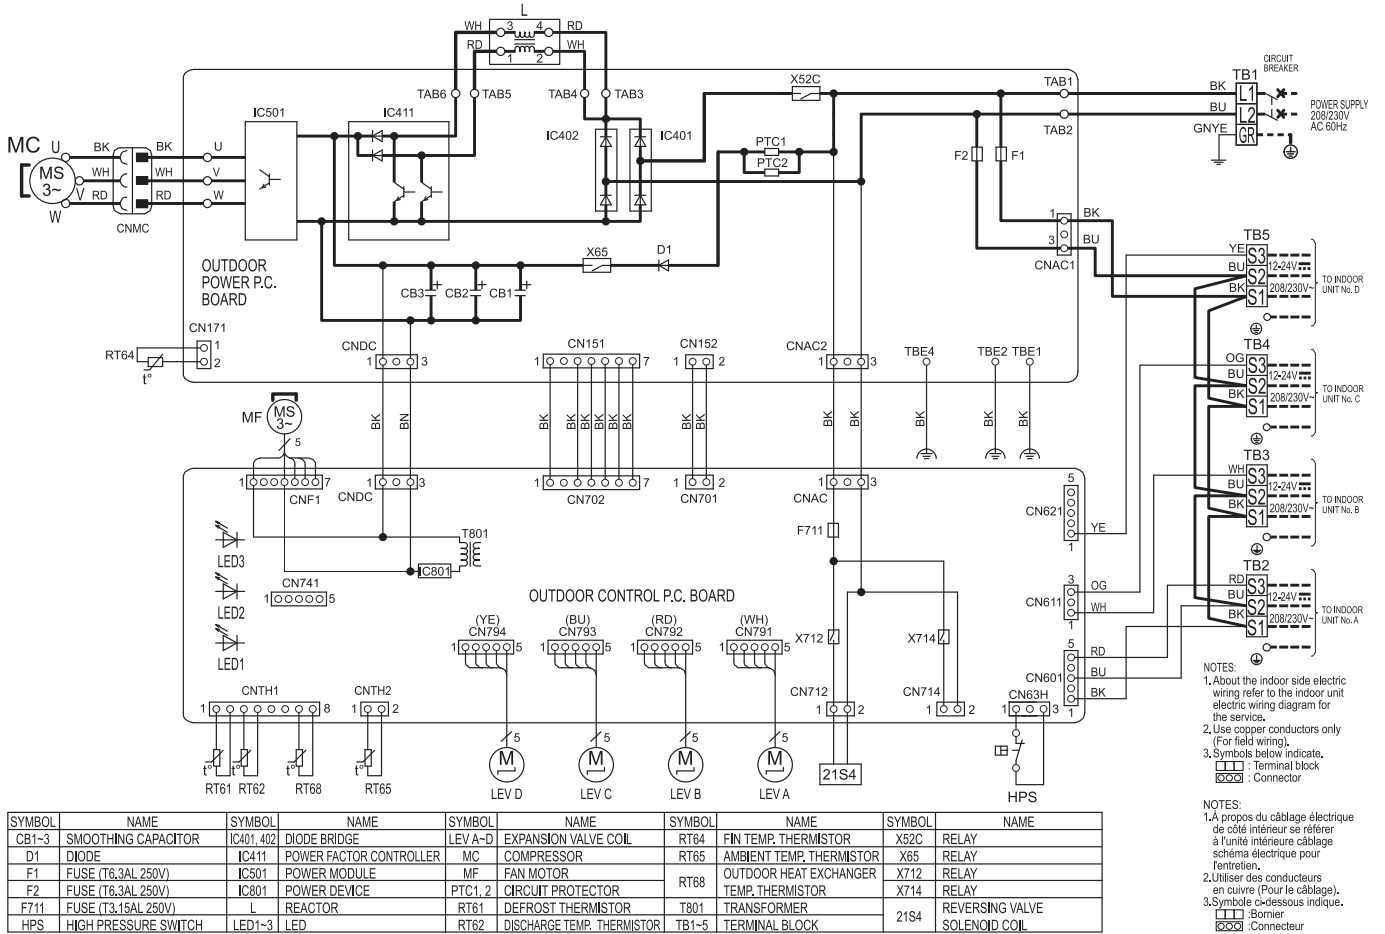 L
WH 3 4 RD
RD 1 2 WH
TAB6 TAB5 TAB4 TAB3
X52C
TAB1
TAB2
TB1
CIRCUIT
BREAKER
BK L1
BU L2
GNYE GR
POWER SUPPLY
208/230V
AC 60Hz
IC501
IC411
IC402
IC401
PTC1
PTC2
F2 F1
MC
MS
3~
U BK BK U
V WH WH V
W RD RD W
CNMC
OUTDOOR
POWER P.C.
BOARD
X65
D1
CB3 + CB2 + CB1 +
1 BK
3 BU
CNAC1
TB5
YE S3
BU S2
BK S1
12-24V
208/230V~
TO INDOOR
UNIT No. D
TB4
OG S3
BU S2
BK S1
12-24V
208/230V~
TO INDOOR
UNIT No. C
TB3
WH S3
BU S2
BK S1
12-24V
208/230V~
TO INDOOR
UNIT No. B
TB2
RD S3
BU S2
BK S1
12-24V
208/230V~
TO INDOOR
UNIT No. A
CN171
1
2
RT64
t°
CNDC
1 3
CN151
1 7
CN152
1 2
CNAC2
1 3
TBE4 TBE2 TBE1
MF
MS
3~
5
BK BN
BK BK BK BK BK BK
BK BK
BK BK
BK BK BK
1 7
CNF1
1 3
CNDC
1 7
CN702
1 2
CN701
1 3
CNAC
5
CN621
1
YE
3
CN611
1
OG
WH
5
CN601
1
RD
BU
BK
LED3
LED2
LED1
T801
IC801
CN741
1 5
F711
OUTDOOR CONTROL P.C. BOARD
(YE)
CN794
1 5
(BU)
CN793
1 5
(RD)
CN792
1 5
(WH)
CN791
1 5
X712
X714
CN712
1 2
CN714
1 2
CN63H
1 3
CNTH1
1 8
CNTH2
1 2
t° t° t° t°
RT61 RT62 RT68 RT65
5 5 5 5
M M M M
LEV D LEV C LEV B LEV A
21S4
HPS
NOTES:
1. About the indoor side electric
wiring refer to the indoor unit
electric wiring diagram for
the service.
2. Use copper conductors only
(For field wiring).
3. Symbols below indicate.
: Terminal block
: Connector
NOTES:
1. À propos du câblage électrique
de côté intérieur se référer
à l'unité intérieure câblage
schéma électrique pour
l'entretien.
2. Utiliser des conducteurs
en cuivre (Pour le câblage).
3. Symbole ci-dessous indique.
:Bornier
:Connecteur
SYMBOL NAME SYMBOL NAME SYMBOL NAME SYMBOL NAME SYMBOL NAME
CB1~3 SMOOTHING CAPACITOR IC401, 402 DIODE BRIDGE LEV A~D EXPANSION VALVE COIL RT64 FIN TEMP. THERMISTOR X52C RELAY
D1 DIODE IC411 POWER FACTOR CONTROLLER MC COMPRESSOR RT65 AMBIENT TEMP. THERMISTOR X65 RELAY
F1 FUSE (T6.3AL 250V) IC501 POWER MODULE MF FAN MOTOR RT68 OUTDOOR HEAT EXCHANGER X712 RELAY
F2 FUSE (T6.3AL 250V) IC801 POWER DEVICE PTC1, 2 CIRCUIT PROTECTOR TEMP. THERMISTOR X714 RELAY
F711 FUSE (T3.15AL 250V) L REACTOR RT61 DEFROST THERMISTOR T801 TRANSFORMER 21S4 REVERSING VALVE
HPS HIGH PRESSURE SWITCH LED1~3 LED RT62 DISCHARGE TEMP. THERMISTOR TB1~5 TERMINAL BLOCK SOLENOID COIL